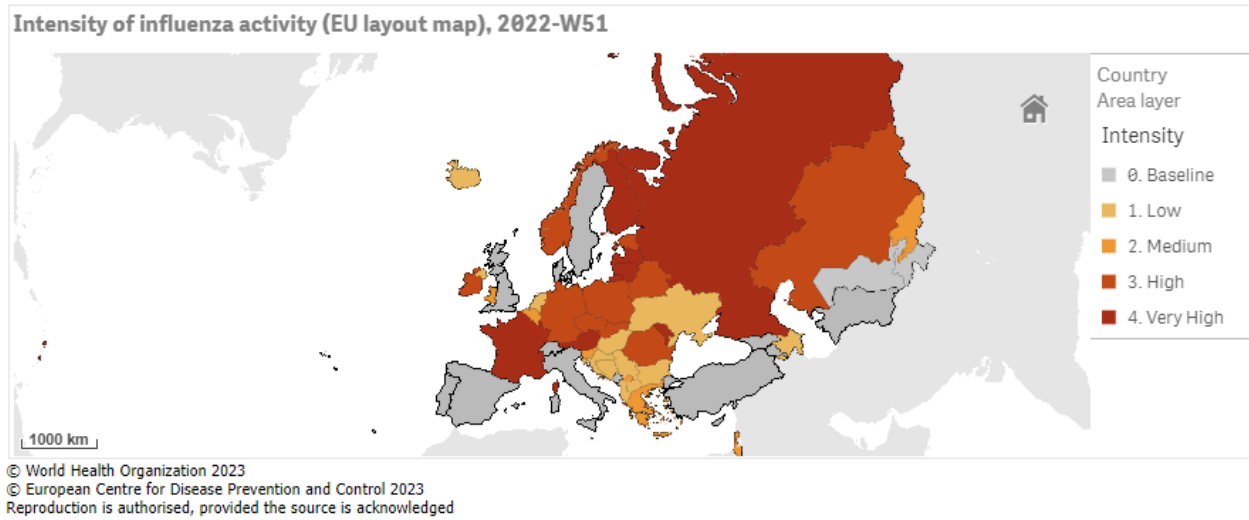 Intensity of influenza activity (EU layout map), 2022-W51
Country
Area layer
Intensity
0. Baseline
1. Low
2. Medium
3. High
4. Very High
1000 km
© World Health Organization 2023
© European Centre for Disease Prevention and Control 2023
Reproduction is authorised, provided the source is acknowledged